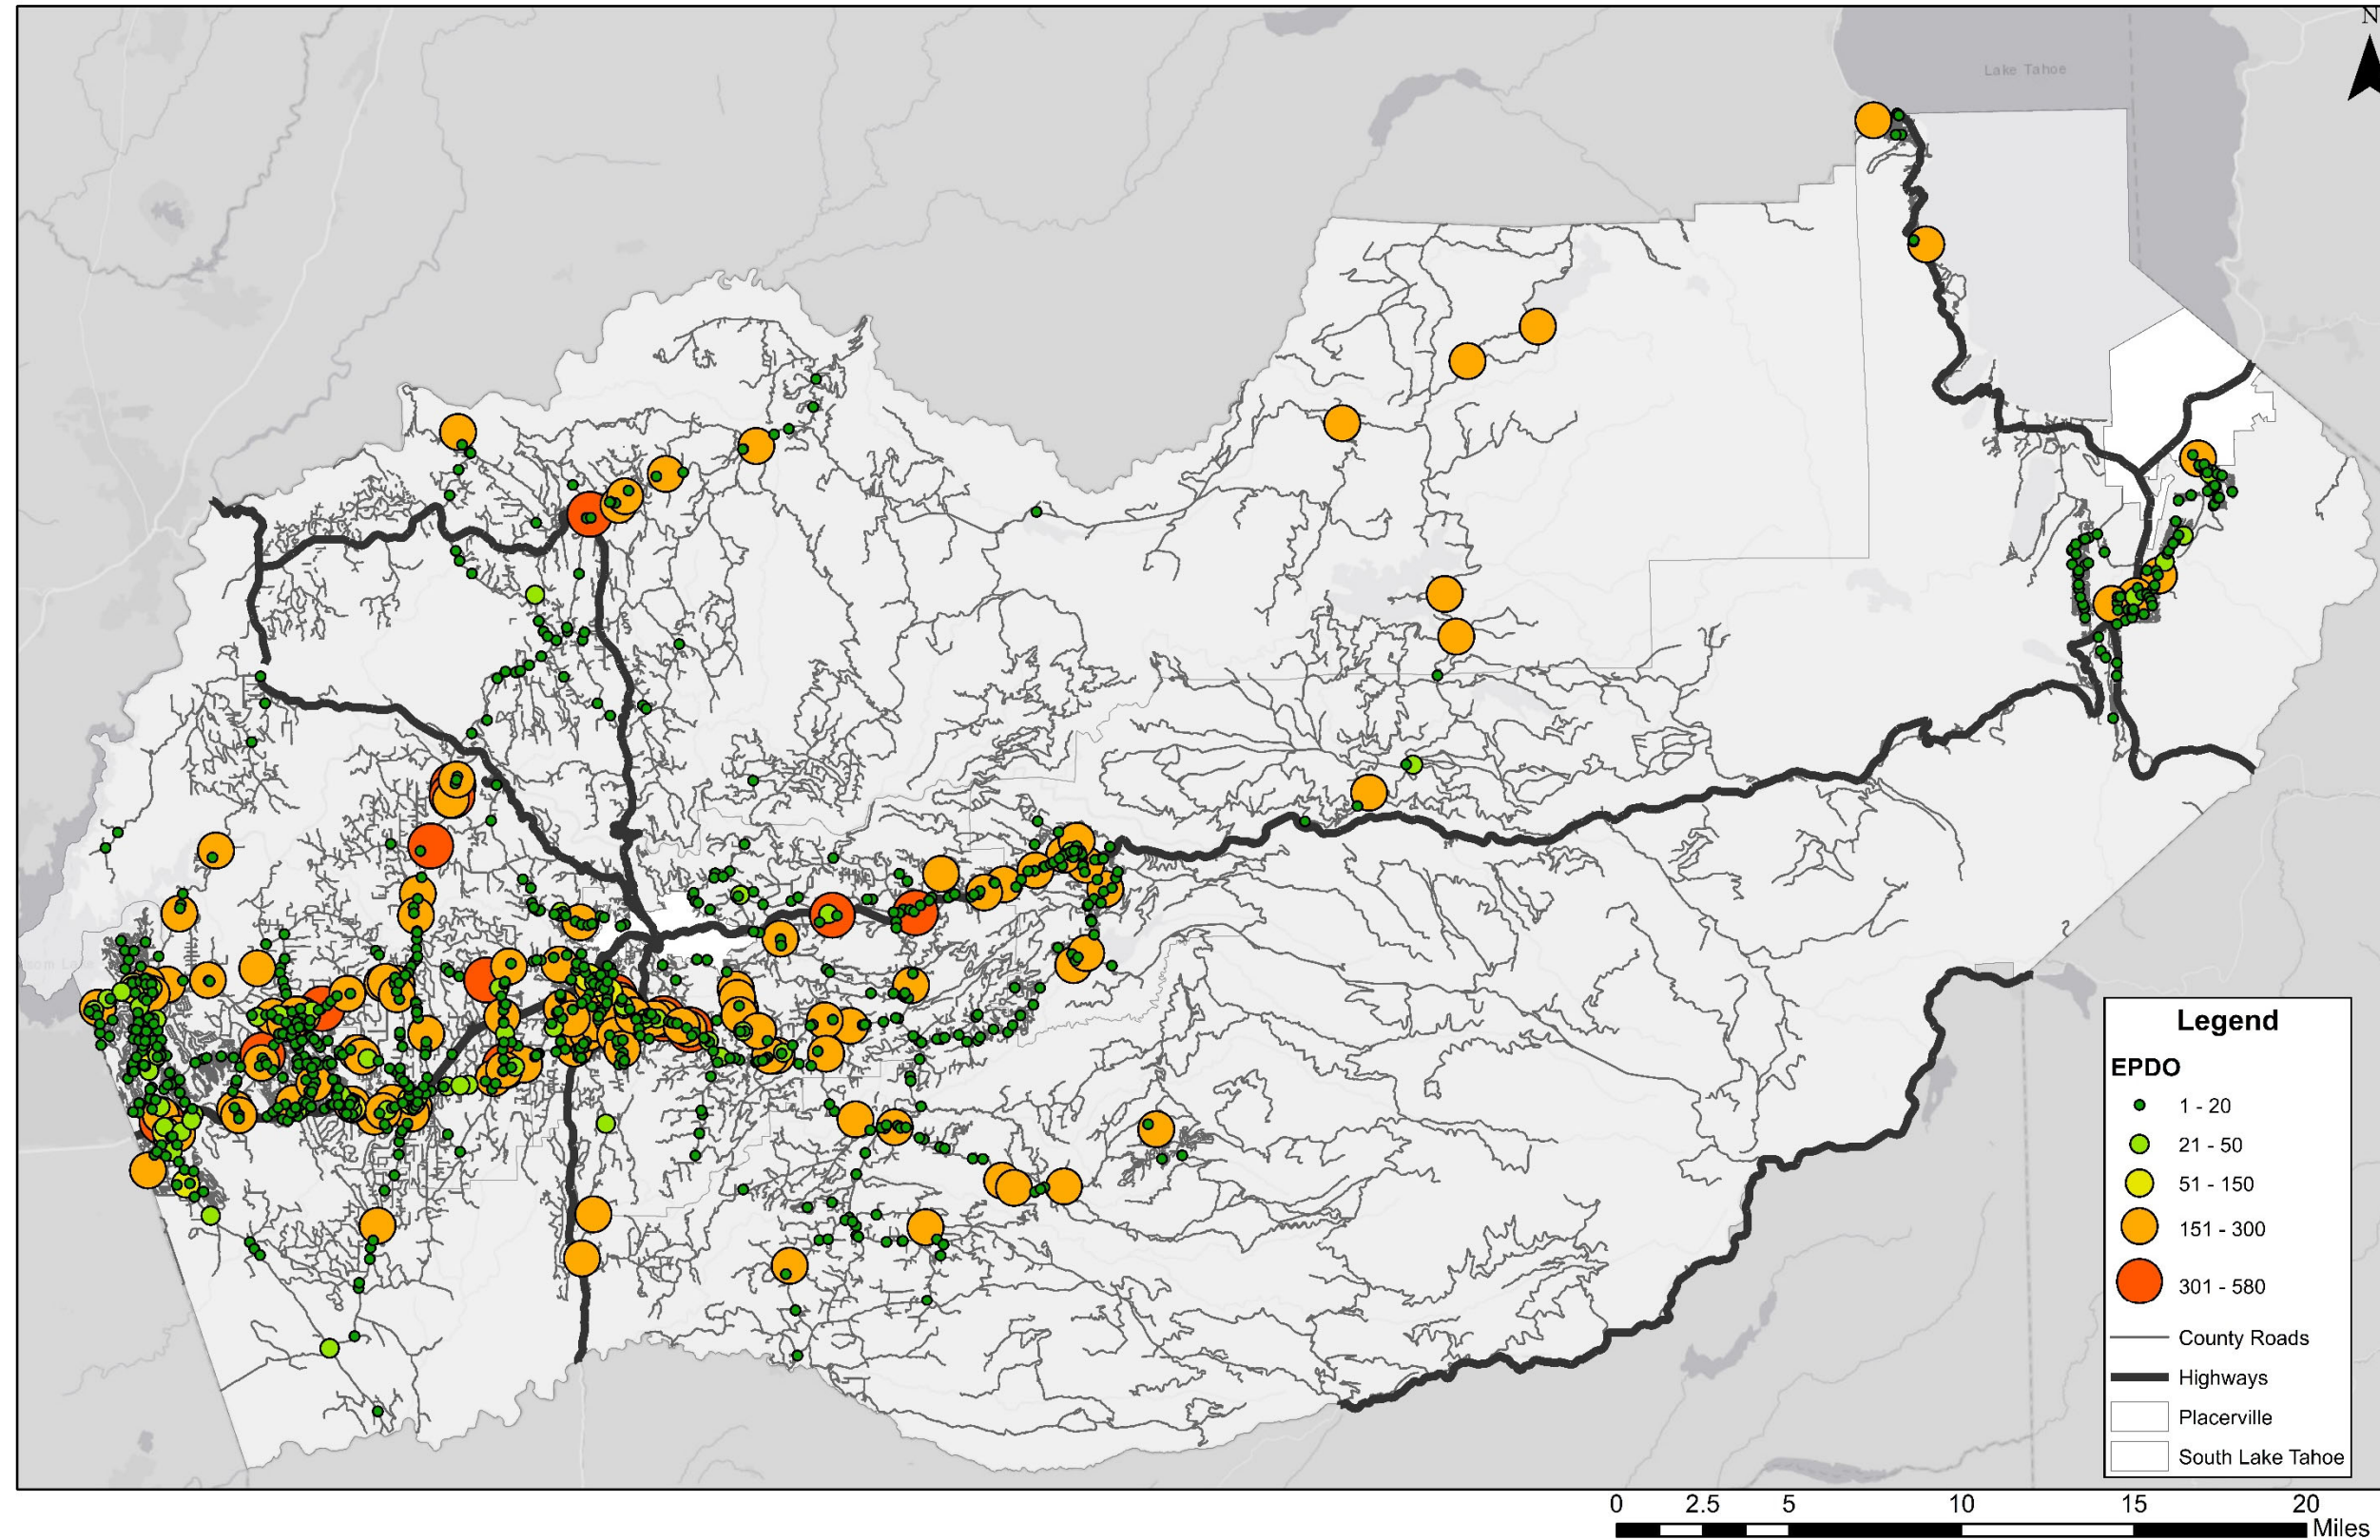 N
Lake Tahoe
Legend
EPDO
1 - 20
21 - 50
51 - 150
151 - 300
301 - 580
County Roads
Highways
Placerville
South Lake Tahoe
0 2.5 5 10 15 20
Miles